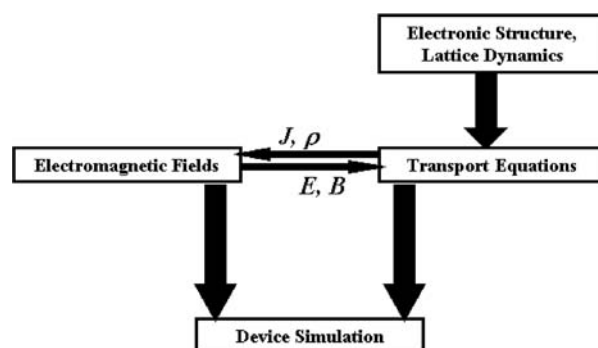 Electronic Structure,
Lattice Dynamics
J, ρ
Electromagnetic Fields
Transport Equations
E, B
Device Simulation